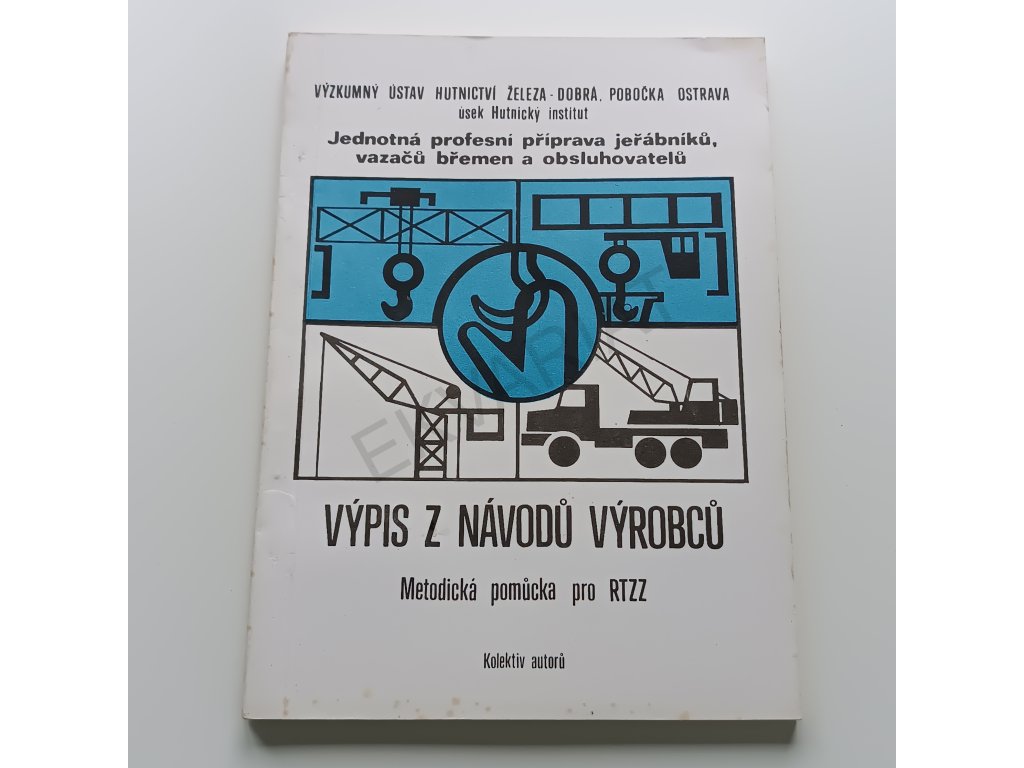 VÝZKUMNÝ ÚSTAV HUTNICTVÍ ŽELEZA - DOBRÁ, POBOČKA OSTRAVA
úsek Hutnický institut
Jednotná profesní příprava jeřábníků,
vazačů břemen a obsluhovatelů
VÝPIS Z NÁVODŮ VÝROBCŮ
Metodická pomůcka pro RTZZ
Kolektiv autorů